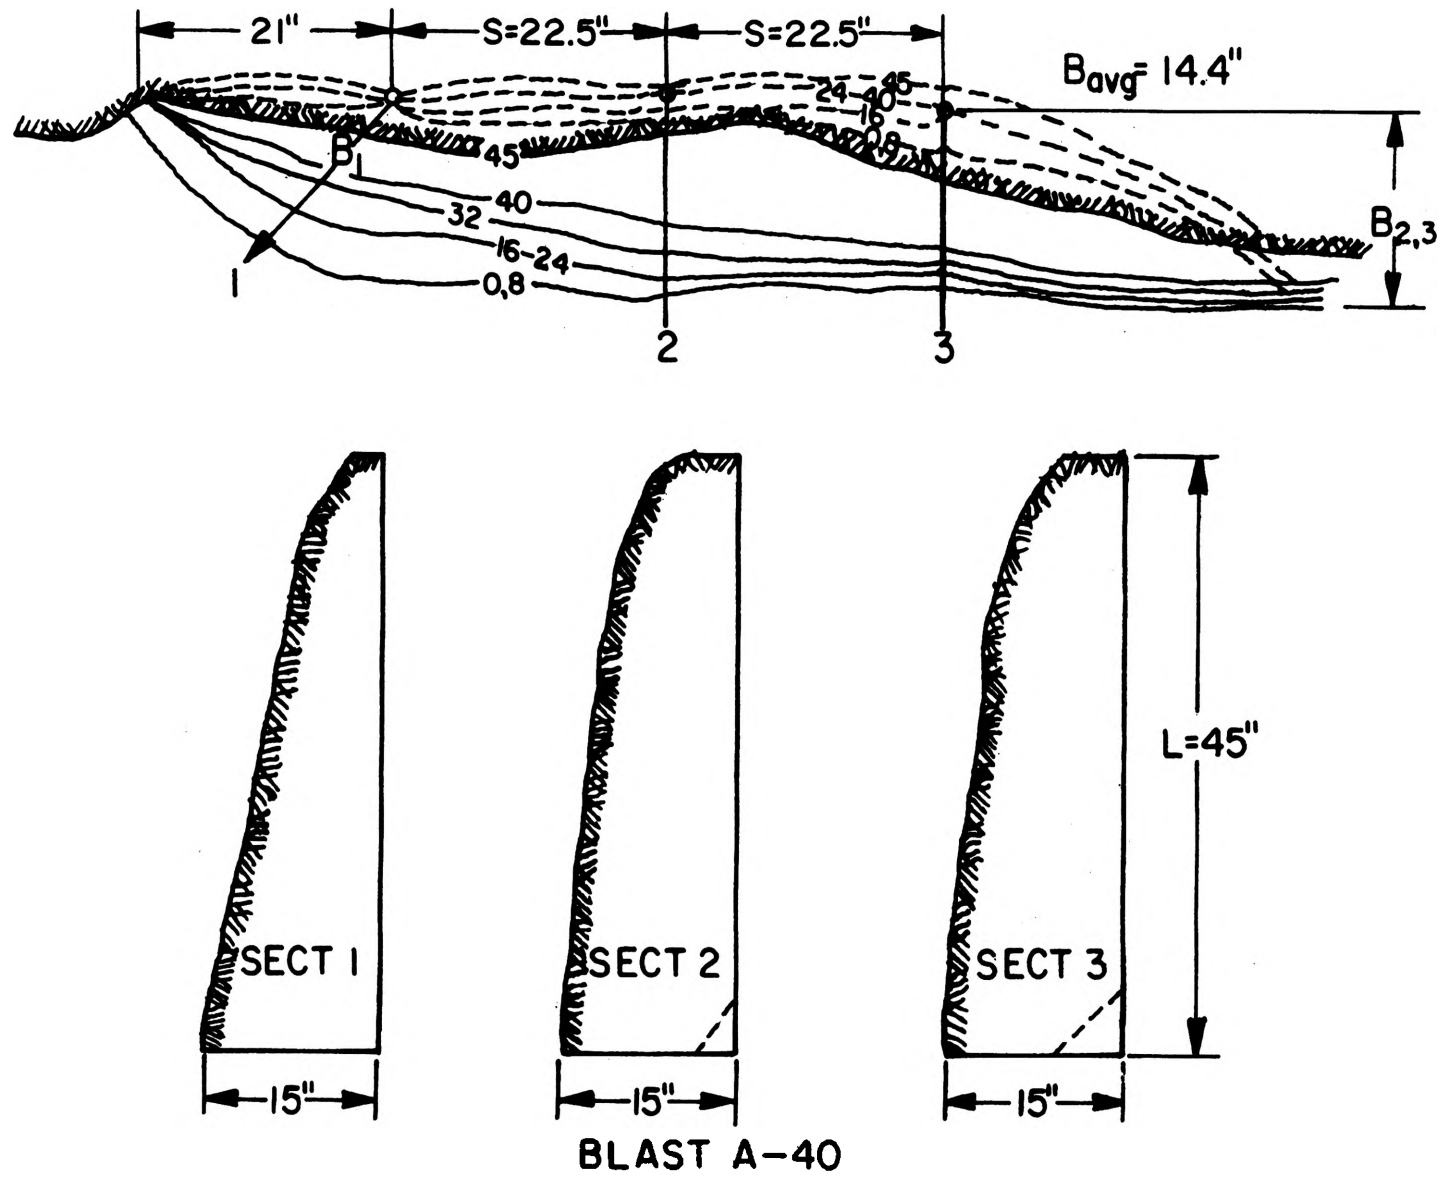 21" S=22.5" S=22.5"
Bavg= 14.4"
45
24-40
16
0,8
B1
45
40
32
16-24
0,8
B2,3
1
2
3
L=45"
SECT 1 SECT 2 SECT 3
15" 15" 15"
BLAST A-40